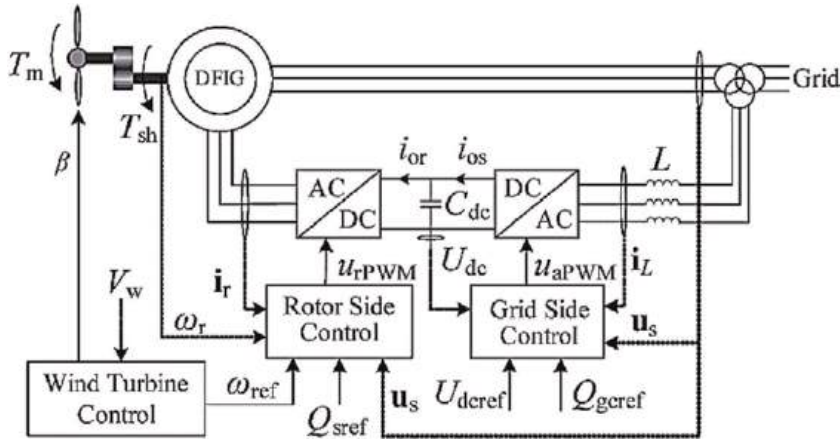 T_m
DFIG
Grid
T_sh
β
i_or
i_os
L
AC
DC
C_dc
DC
AC
U_dc
u_rPWM
u_aPWM
i_r
i_L
V_w
ω_r
Rotor Side
Control
Grid Side
Control
u_s
Wind Turbine
Control
ω_ref
Q_sref
u_s
U_dcref
Q_gcref